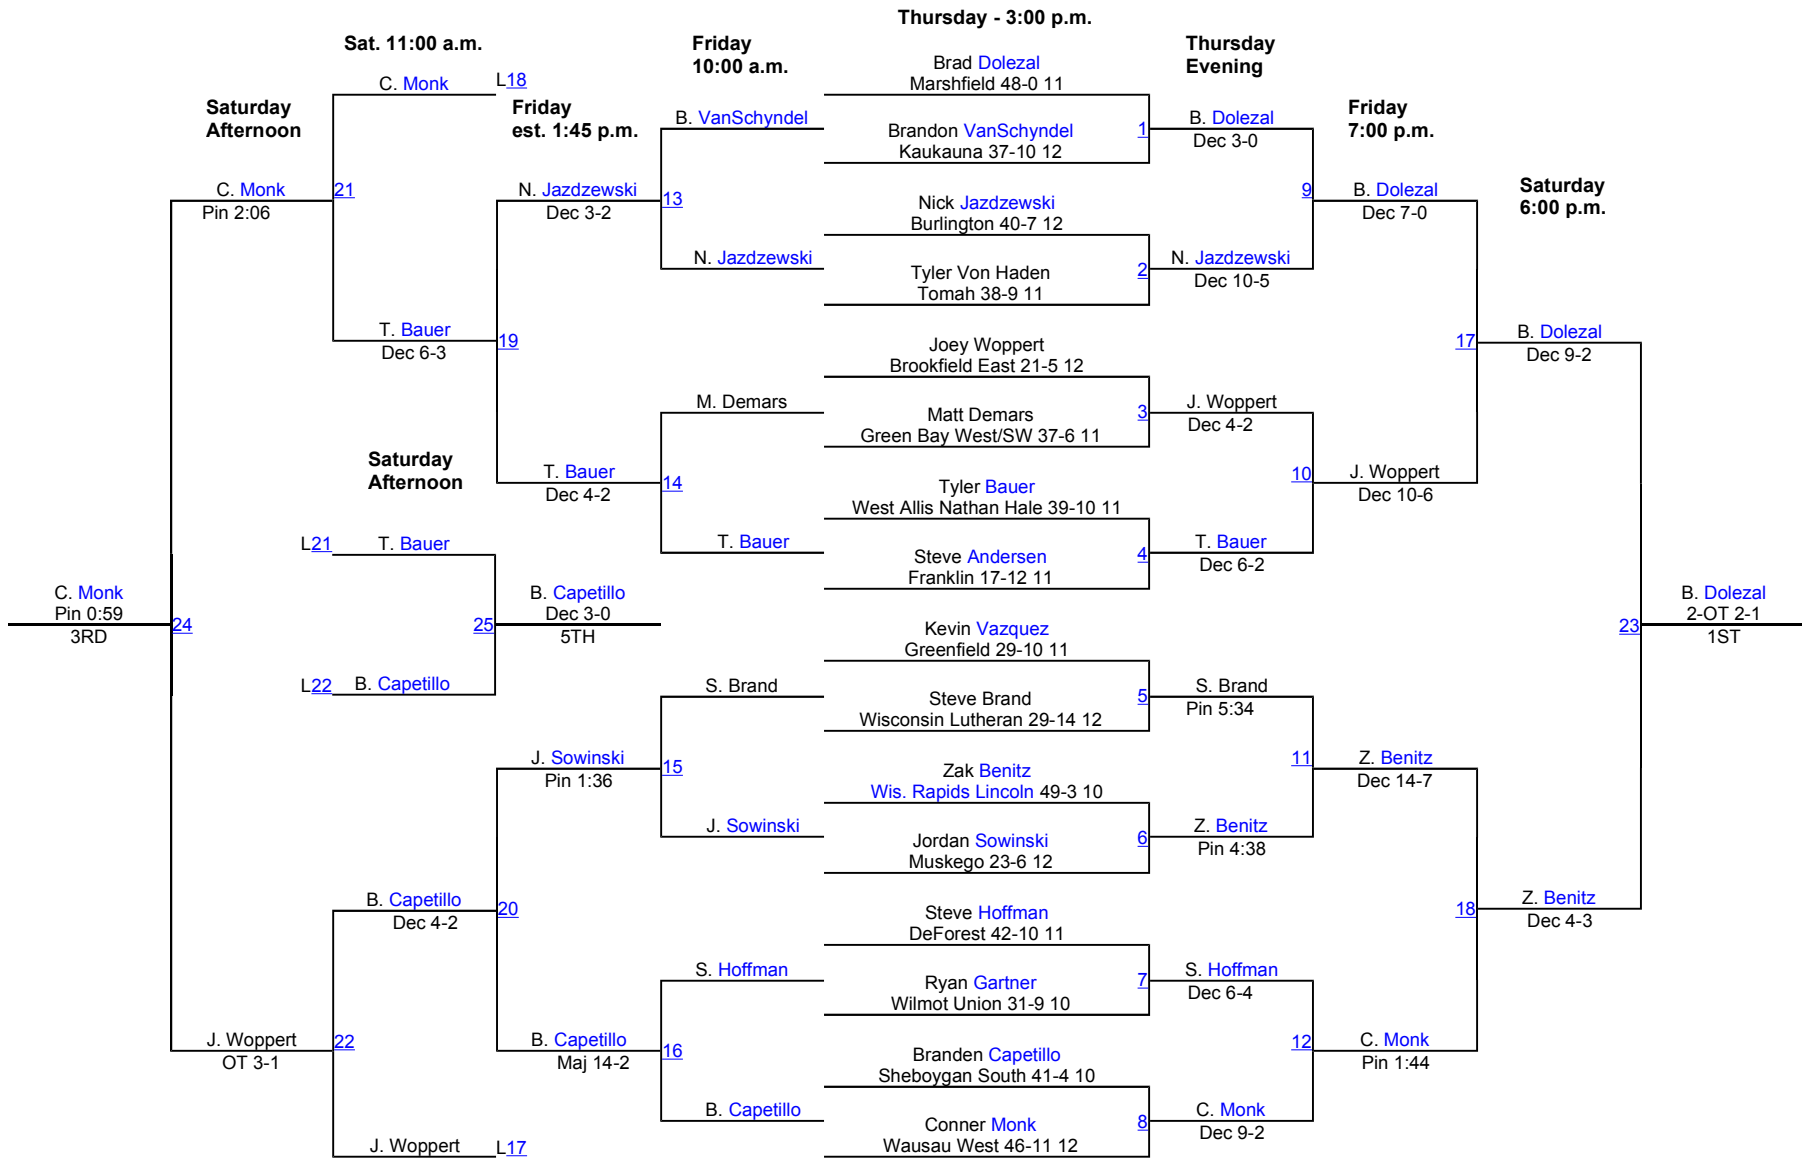 Thursday - 3:00 p.m.
Sat. 11:00 a.m.
Friday
10:00 a.m.
Thursday
Evening
Brad Dolezal
Marshfield 48-0 11
C. Monk
L18
Saturday
Afternoon
Friday
est. 1:45 p.m.
Friday
7:00 p.m.
B. VanSchyndel
Brandon VanSchyndel
Kaukauna 37-10 12
1
B. Dolezal
Dec 3-0
C. Monk
Pin 2:06
21
N. Jazdzewski
Dec 3-2
13
Nick Jazdzewski
Burlington 40-7 12
9
B. Dolezal
Dec 7-0
Saturday
6:00 p.m.
N. Jazdzewski
Tyler Von Haden
Tomah 38-9 11
2
N. Jazdzewski
Dec 10-5
T. Bauer
Dec 6-3
19
Joey Woppert
Brookfield East 21-5 12
17
B. Dolezal
Dec 9-2
M. Demars
Matt Demars
Green Bay West/SW 37-6 11
3
J. Woppert
Dec 4-2
Saturday
Afternoon
T. Bauer
Dec 4-2
14
Tyler Bauer
West Allis Nathan Hale 39-10 11
10
J. Woppert
Dec 10-6
L21
T. Bauer
T. Bauer
Steve Andersen
Franklin 17-12 11
4
T. Bauer
Dec 6-2
C. Monk
Pin 0:59
3RD
24
25
B. Capetillo
Dec 3-0
5TH
Kevin Vazquez
Greenfield 29-10 11
23
B. Dolezal
2-OT 2-1
1ST
L22
B. Capetillo
S. Brand
Steve Brand
Wisconsin Lutheran 29-14 12
5
S. Brand
Pin 5:34
J. Sowinski
Pin 1:36
15
Zak Benitz
Wis. Rapids Lincoln 49-3 10
11
Z. Benitz
Dec 14-7
J. Sowinski
Jordan Sowinski
Muskego 23-6 12
6
Z. Benitz
Pin 4:38
B. Capetillo
Dec 4-2
20
Steve Hoffman
DeForest 42-10 11
18
Z. Benitz
Dec 4-3
S. Hoffman
Ryan Gartner
Wilmot Union 31-9 10
7
S. Hoffman
Dec 6-4
J. Woppert
OT 3-1
22
B. Capetillo
Maj 14-2
16
Branden Capetillo
Sheboygan South 41-4 10
12
C. Monk
Pin 1:44
B. Capetillo
Conner Monk
Wausau West 46-11 12
8
C. Monk
Dec 9-2
J. Woppert
L17